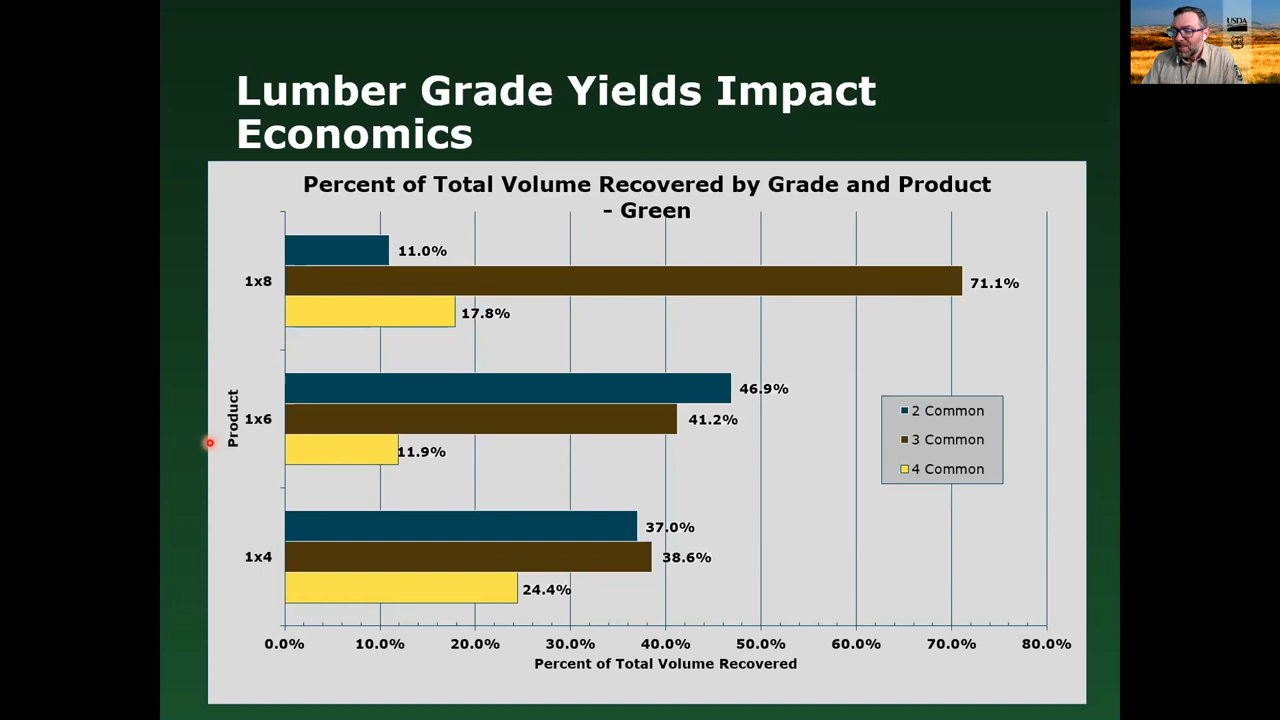 Lumber Grade Yields Impact
Economics
USDA
Percent of Total Volume Recovered by Grade and Product
- Green
1x8
11.0%
71.1%
17.8%
Product
1x6
46.9%
41.2%
11.9%
2 Common
3 Common
4 Common
1x4
37.0%
38.6%
24.4%
0.0% 10.0% 20.0% 30.0% 40.0% 50.0% 60.0% 70.0% 80.0%
Percent of Total Volume Recovered